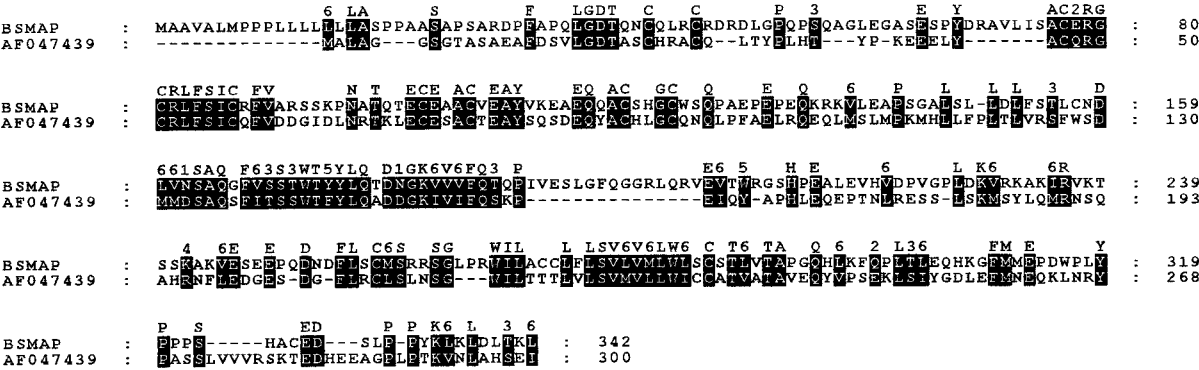 6 LA S F LGDT C C P 3 E Y AC2RG
BSMAP : MAAVALMPPPLLLLLLLASPPAASAPSARDPFAPQLGDTQNCQLRCRDRDLGPQPSQAGLEGASESPYDRAVLISACERG : 80
AF047439 : --------------MALAG---GSGTASAEAFDSVLGDTASCHRACQ--LTYPLHT---YP-KEEELY-------ACQRG : 50
CRLFSIC FV N T ECE AC EAY EQ AC GC Q E Q 6 P L L 3 D
BSMAP : CRLFSICRFVARSSKPNATQTECEAACVEAYVKEAEQQACSHGCWSQPAEPEPEQKRKVLEAPSGALSL-LDLFSTLCND : 159
AF047439 : CRLFSICQFVDDGIDLNRTKLECESACTEAYSQSDEQYACHLGCQNQLPFAELRQEQLMSLMPKMHLLFPLTLVRSFWSD : 130
661SAQ F63S3WT5YLQ D1GK6V6FQ3 P E6 5 H E 6 L K6 6R
BSMAP : LVNSAQGFVSSTWTYYLQTDNGKVVVFQTQPIVESLGFQGGRLQRVEVTWRGSHPEALEVHVDPVGPLDKVRKAKIRVKT : 239
AF047439 : MMDSAQSFITSSWTFYLQADDGKIVIFQSKP---------------EIQY-APHLEQEPTNLRESS-LSKMSYLQMRNSQ : 193
4 6E E D FL C6S SG WIL L LSV6V6LW6 C T6 TA Q 6 2 L36 FM E Y
BSMAP : SSKAKVESEEPQDNDFLSCMSRRSGLPRWILACCLFLSVLVMLWLSCSTLVTAPGQHLKFQPLTLEQHKGFMMEPDWPLY : 319
AF047439 : AHRNFLEDGES-DG-FLRCLSLNSG---WILTTTLVLSVMVLLWICCATVATAVEQYVPSEKLSIYGDLEFMNEQKLNRY : 268
P S ED P P K6 L 3 6
BSMAP : PPPS-----HACED---SLP-PYKLKLDLTKL : 342
AF047439 : PASSLVVVRSKTEDHEEAGPLPTKVNLAHSEI : 300